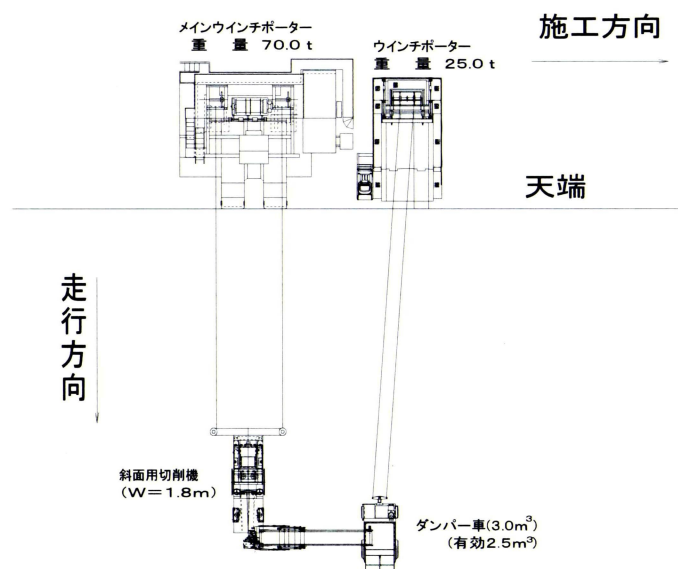 メインウインチポーター
重　量　70.0 t
ウインチポーター
重　量　25.0 t
施工方向
天端
走行方向
斜面用切削機
(W=1.8m)
ダンパー車(3.0m³)
(有効2.5m³)